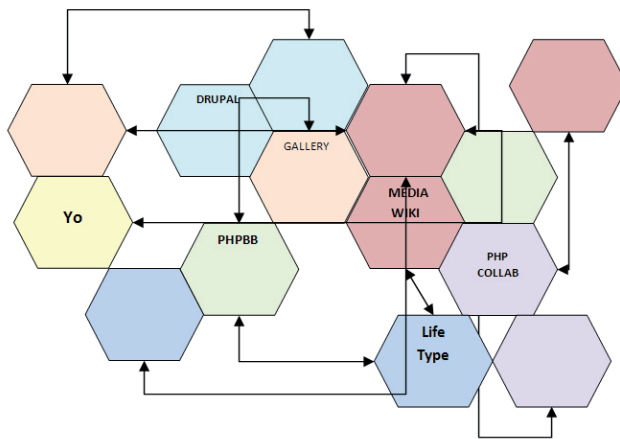 DRUPAL
GALLERY
MEDIA
WIKI
Yo
PHPBB
PHP
COLLAB
Life
Type